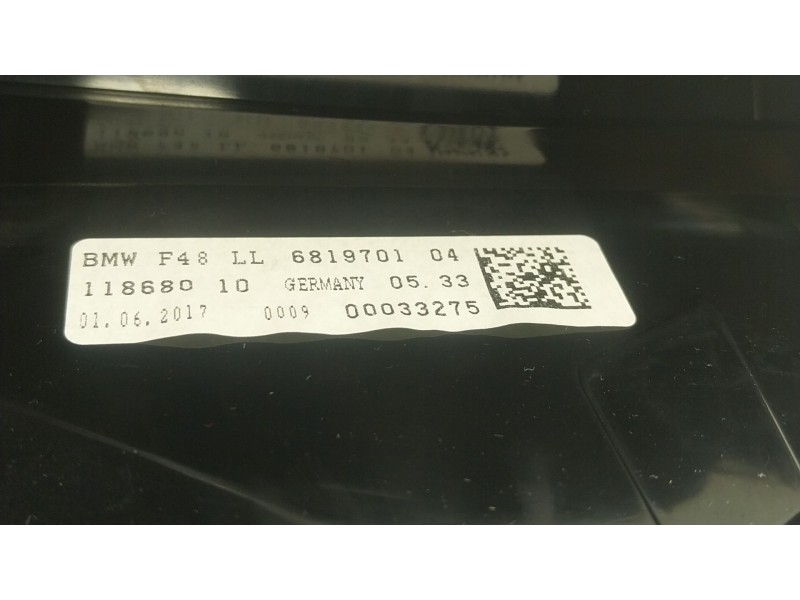 BMW F48 LL 6819701 04
118680 10 GERMANY 05.33
01.06.2017 0009 00033275